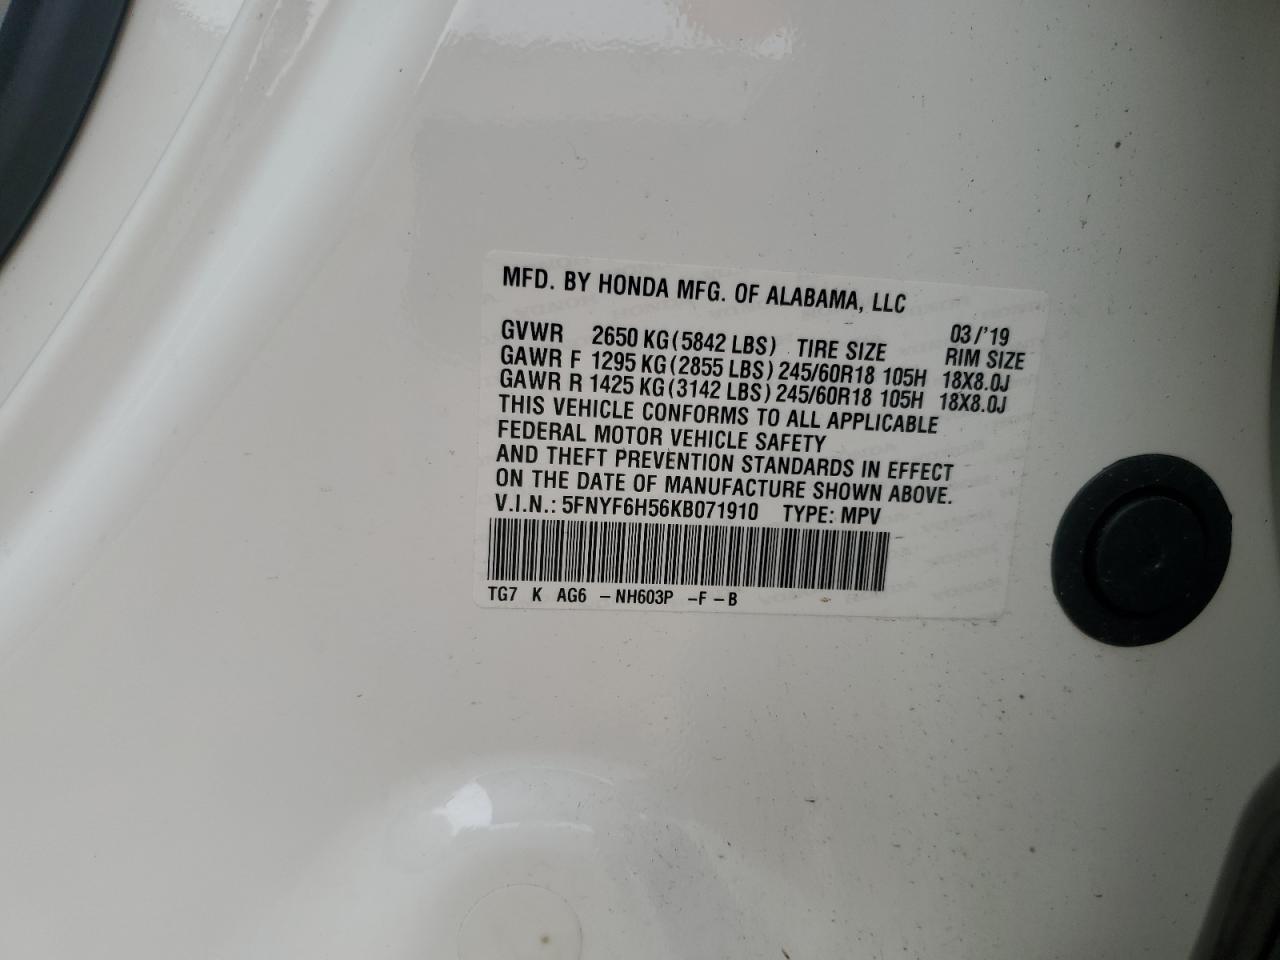 MFD. BY HONDA MFG. OF ALABAMA, LLC
03/'19
GVWR 2650 KG(5842 LBS) TIRE SIZE RIM SIZE
GAWR F 1295 KG(2855 LBS) 245/60R18 105H 18X8.0J
GAWR R 1425 KG(3142 LBS) 245/60R18 105H 18X8.0J
THIS VEHICLE CONFORMS TO ALL APPLICABLE
FEDERAL MOTOR VEHICLE SAFETY
AND THEFT PREVENTION STANDARDS IN EFFECT
ON THE DATE OF MANUFACTURE SHOWN ABOVE.
V.I.N.: 5FNYF6H56KB071910 TYPE: MPV
TG7 K AG6 -NH603P -F-B